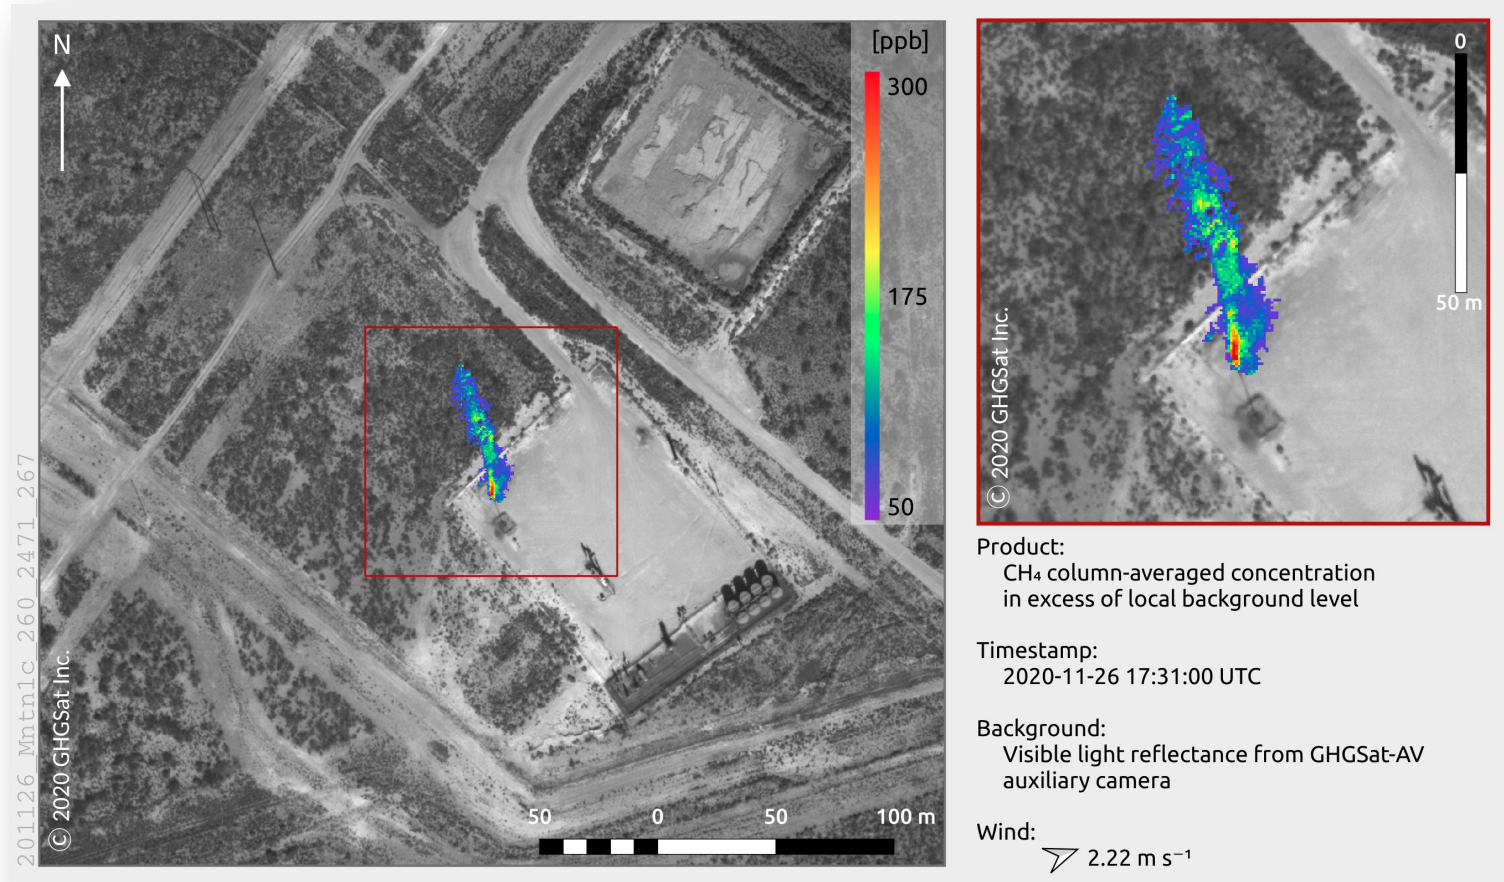 N
[ppb]
300
175
50
0
50 m
50 0 50 100 m
© 2020 GHGSat Inc.
© 2020 GHGSat Inc.
201126_Mntn1c_260_2471_267
Product:
CH₄ column-averaged concentration
in excess of local background level
Timestamp:
2020-11-26 17:31:00 UTC
Background:
Visible light reflectance from GHGSat-AV
auxiliary camera
Wind:
2.22 m s⁻¹